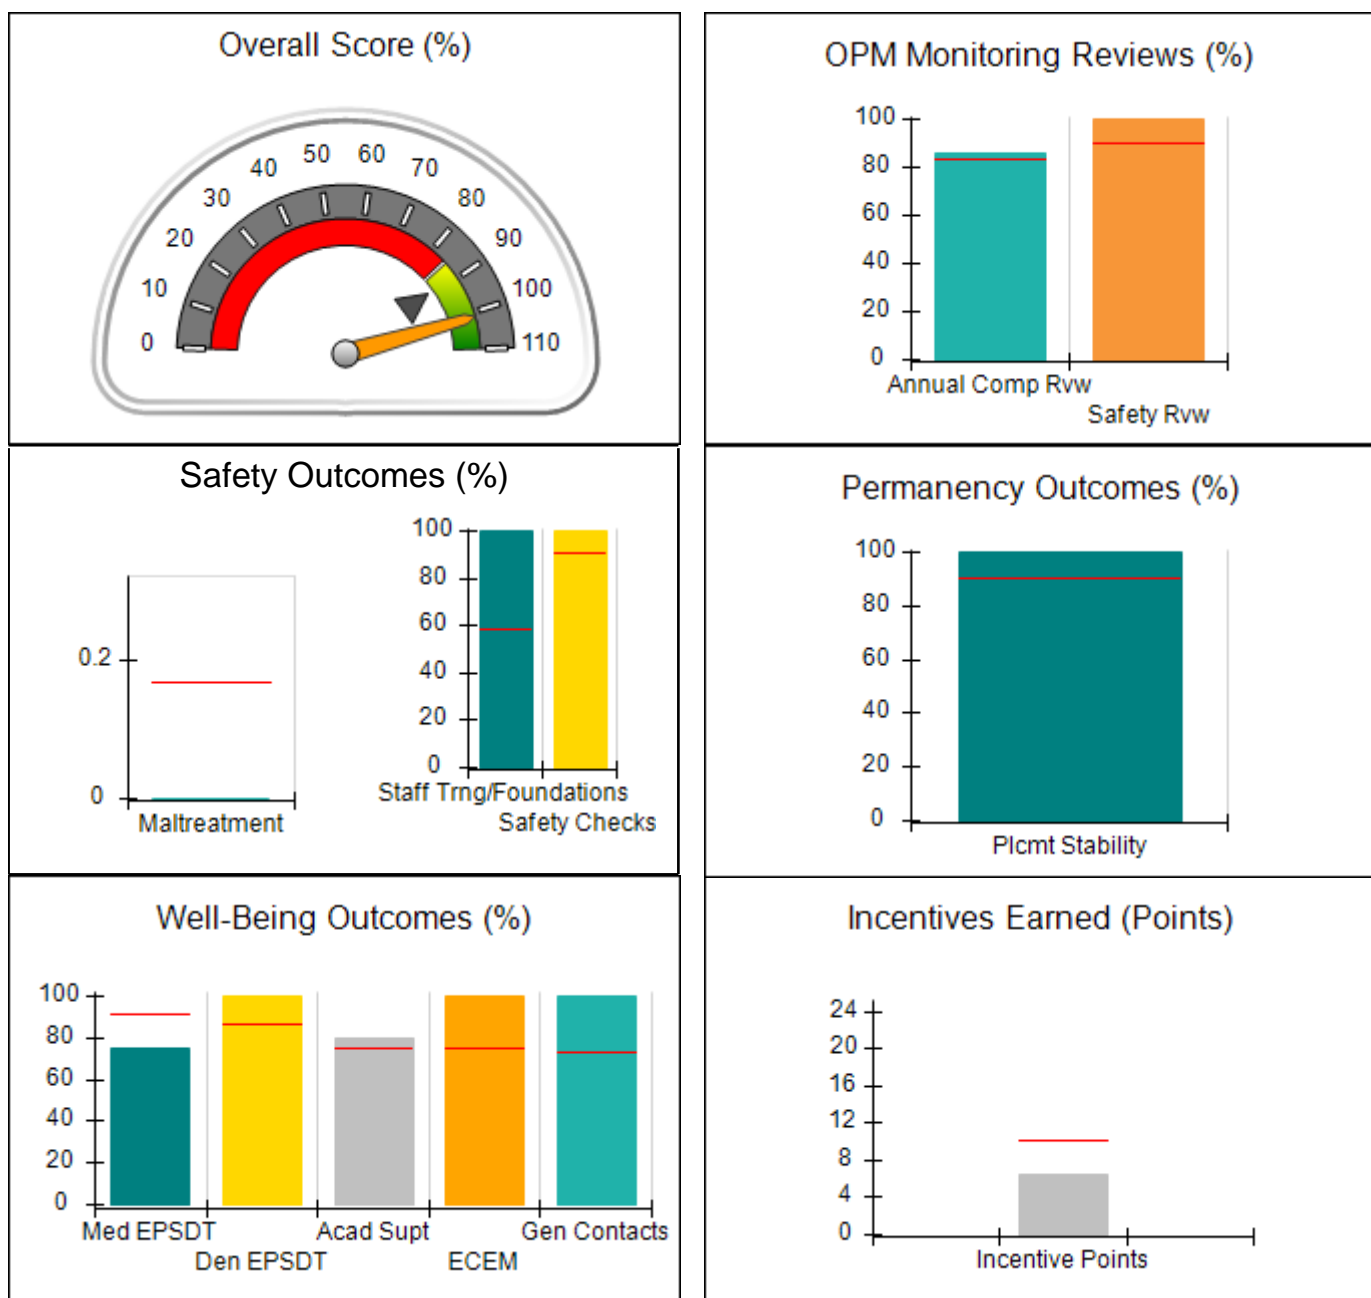 Overall Score (%)
0
10
20
30
40
50
60
70
80
90
100
110
OPM Monitoring Reviews (%)
100
80
60
40
20
0
Annual Comp Rvw
Safety Rvw
Safety Outcomes (%)
0.2
0
Maltreatment
100
80
60
40
20
0
Staff Trng/Foundations
Safety Checks
Permanency Outcomes (%)
100
80
60
40
20
0
Plcmt Stability
Well-Being Outcomes (%)
100
80
60
40
20
0
Med EPSDT
Den EPSDT
Acad Supt
ECEM
Gen Contacts
Incentives Earned (Points)
24
20
16
12
8
4
0
Incentive Points